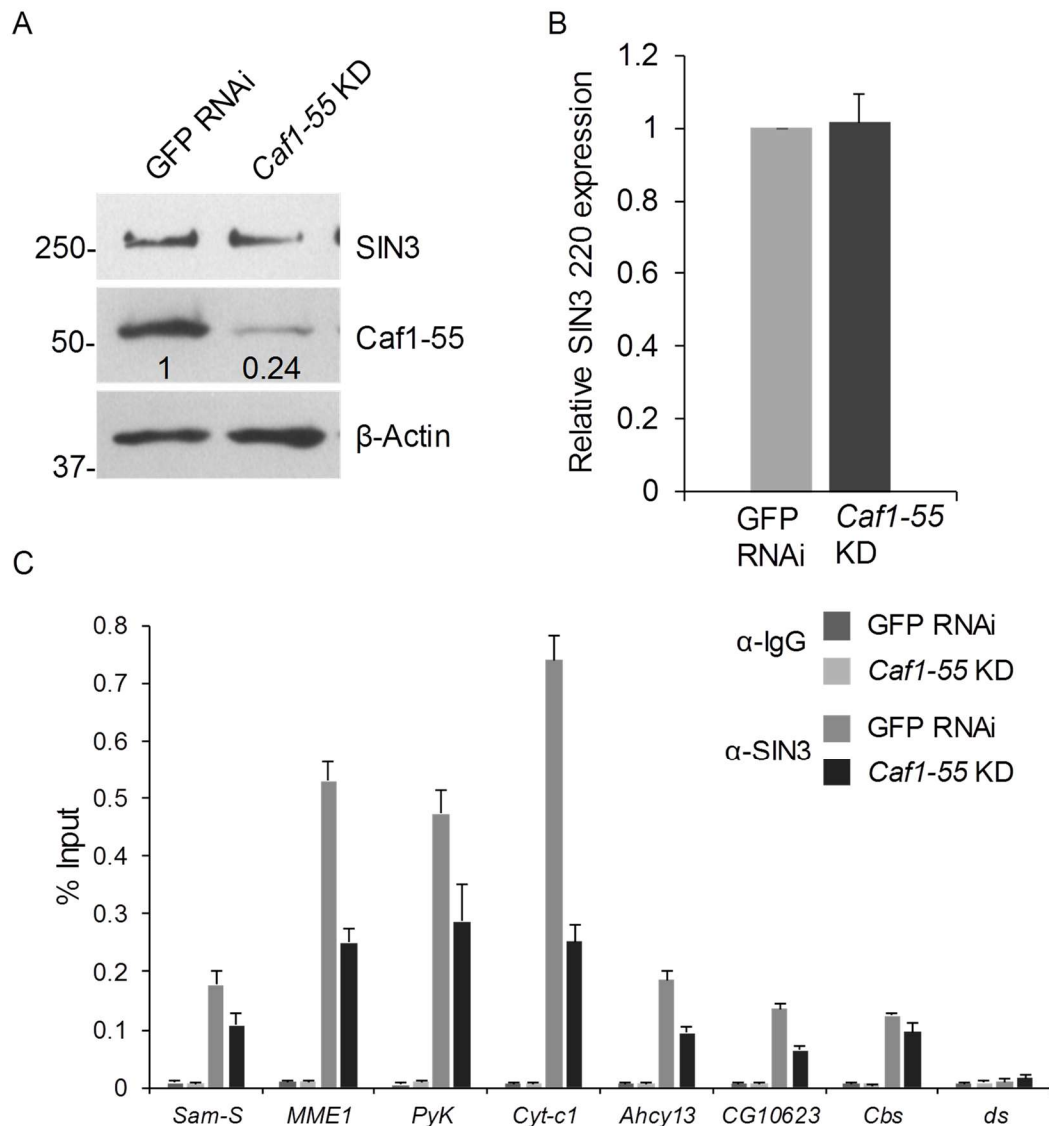 A
GFP RNAi
Caf1-55 KD
250-
SIN3
50-
Caf1-55
1
0.24
37-
β-Actin
B
Relative SIN3 220 expression
1.2
1
0.8
0.6
0.4
0.2
0
GFP
RNAi
Caf1-55
KD
C
% Input
0.8
0.7
0.6
0.5
0.4
0.3
0.2
0.1
0
α-IgG
GFP RNAi
Caf1-55 KD
α-SIN3
GFP RNAi
Caf1-55 KD
Sam-S
MME1
PyK
Cyt-c1
Ahcy13
CG10623
Cbs
ds